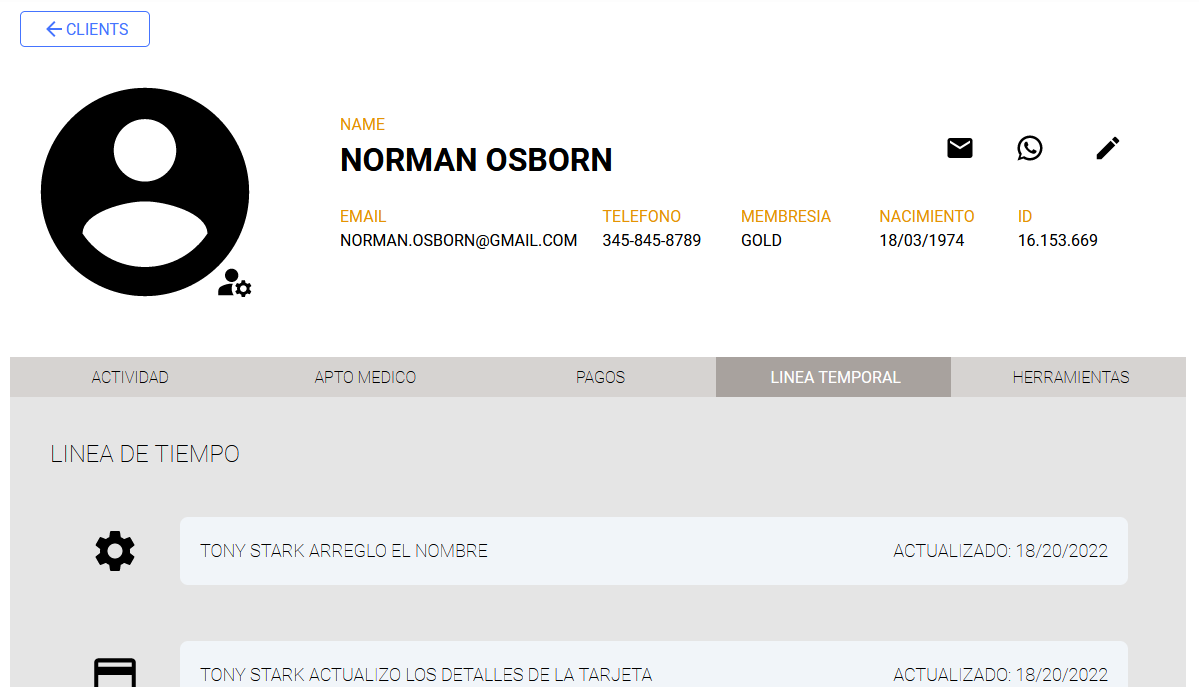 CLIENTS
NAME
NORMAN OSBORN
EMAIL TELEFONO MEMBRESIA NACIMIENTO ID
NORMAN.OSBORN@GMAIL.COM 345-845-8789 GOLD 18/03/1974 16.153.669
ACTIVIDAD APTO MEDICO PAGOS LINEA TEMPORAL HERRAMIENTAS
LINEA DE TIEMPO
TONY STARK ARREGLO EL NOMBRE ACTUALIZADO: 18/20/2022
TONY STARK ACTUALIZO LOS DETALLES DE LA TARJETA ACTUALIZADO: 18/20/2022